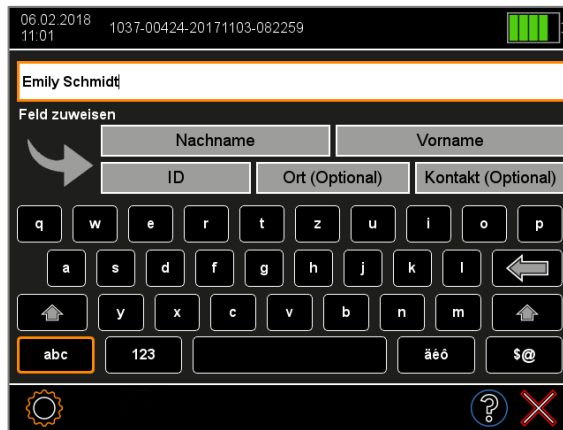 06.02.2018
11:01
1037-00424-20171103-082259
Emily Schmidt
Feld zuweisen
Nachname Vorname
ID Ort (Optional) Kontakt (Optional)
q w e r t z u i o p
a s d f g h j k l
y x c v b n m
abc 123 äéô $@
?